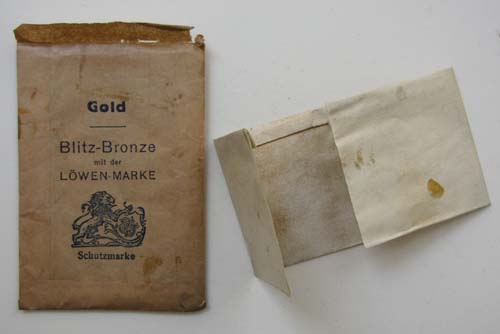 Gold
Blitz-Bronze
mit der
LÖWEN-MARKE
Schutzmarke